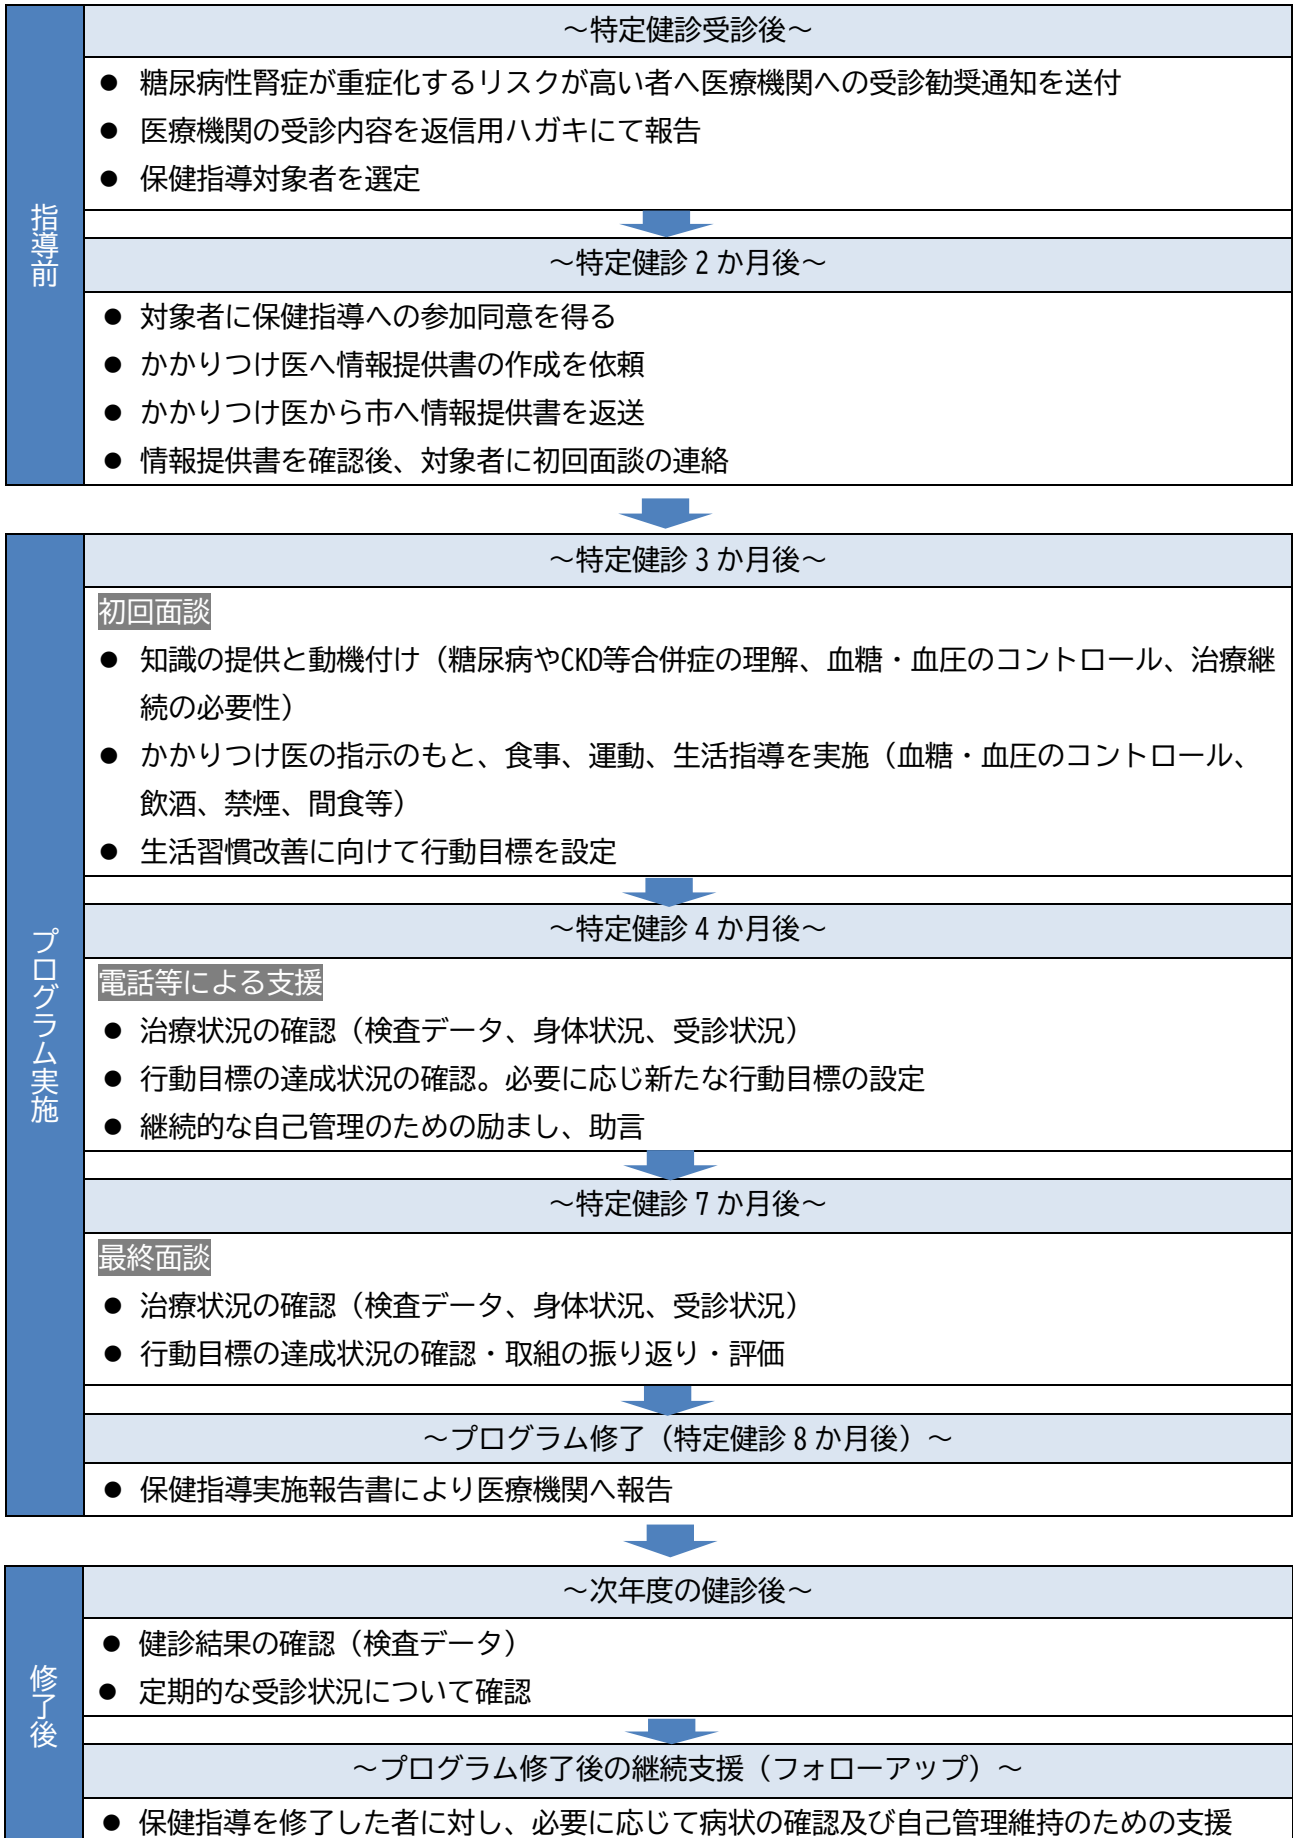 指導前
～特定健診受診後～
● 糖尿病性腎症が重症化するリスクが高い者へ医療機関への受診勧奨通知を送付
● 医療機関の受診内容を返信用ハガキにて報告
● 保健指導対象者を選定
～特定健診２か月後～
● 対象者に保健指導への参加同意を得る
● かかりつけ医へ情報提供書の作成を依頼
● かかりつけ医から市へ情報提供書を返送
● 情報提供書を確認後、対象者に初回面談の連絡
プログラム実施
～特定健診３か月後～
初回面談
● 知識の提供と動機付け（糖尿病やCKD等合併症の理解、血糖・血圧のコントロール、治療継
続の必要性）
● かかりつけ医の指示のもと、食事、運動、生活指導を実施（血糖・血圧のコントロール、
飲酒、禁煙、間食等）
● 生活習慣改善に向けて行動目標を設定
～特定健診４か月後～
電話等による支援
● 治療状況の確認（検査データ、身体状況、受診状況）
● 行動目標の達成状況の確認。必要に応じ新たな行動目標の設定
● 継続的な自己管理のための励まし、助言
～特定健診７か月後～
最終面談
● 治療状況の確認（検査データ、身体状況、受診状況）
● 行動目標の達成状況の確認・取組の振り返り・評価
～プログラム修了（特定健診８か月後）～
● 保健指導実施報告書により医療機関へ報告
修了後
～次年度の健診後～
● 健診結果の確認（検査データ）
● 定期的な受診状況について確認
～プログラム修了後の継続支援（フォローアップ）～
● 保健指導を修了した者に対し、必要に応じて病状の確認及び自己管理維持のための支援